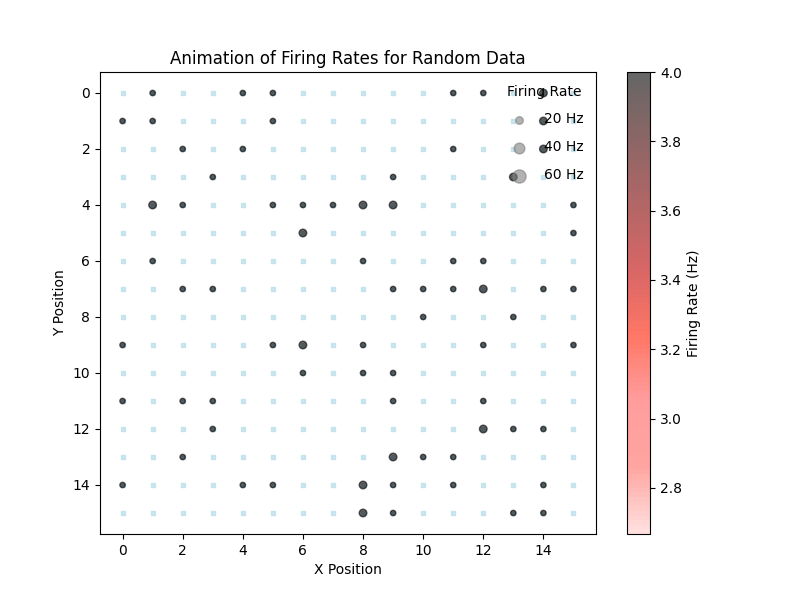 Animation of Firing Rates for Random Data
Firing Rate
20 Hz
40 Hz
60 Hz
0
2
4
6
8
10
12
14
Y Position
0 2 4 6 8 10 12 14
X Position
4.0
3.8
3.6
3.4
3.2
3.0
2.8
Firing Rate (Hz)